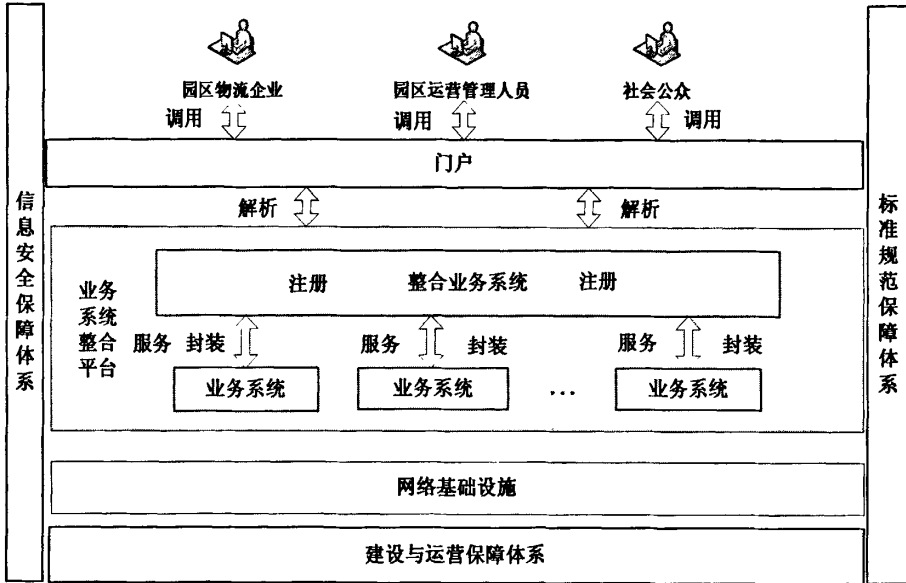 园区物流企业 园区运营管理人员 社会公众
调用 调用 调用
门户
解析 解析
信息安全保障体系
标准规范保障体系
业务系统整合平台
注册 整合业务系统 注册
服务 封装 服务 封装 服务 封装
业务系统 业务系统 ... 业务系统
网络基础设施
建设与运营保障体系